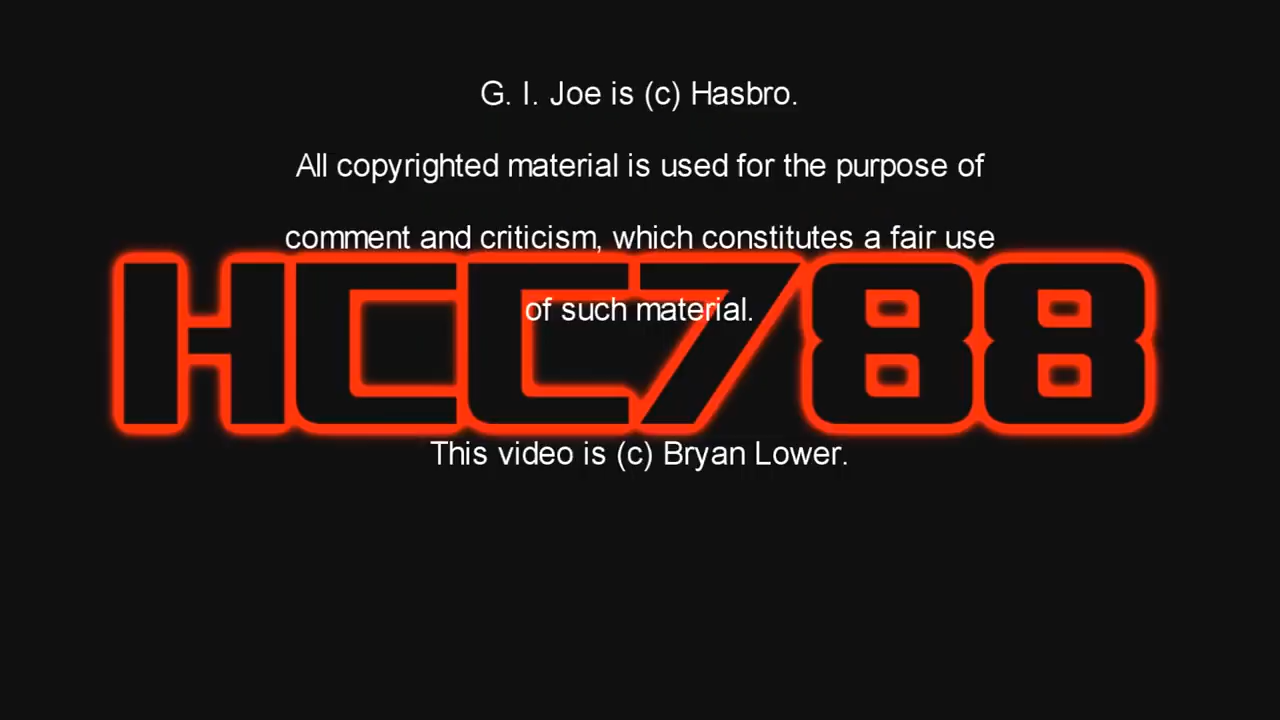 G. I. Joe is (c) Hasbro.
All copyrighted material is used for the purpose of
comment and criticism, which constitutes a fair use
of such material.
HCC788
This video is (c) Bryan Lower.